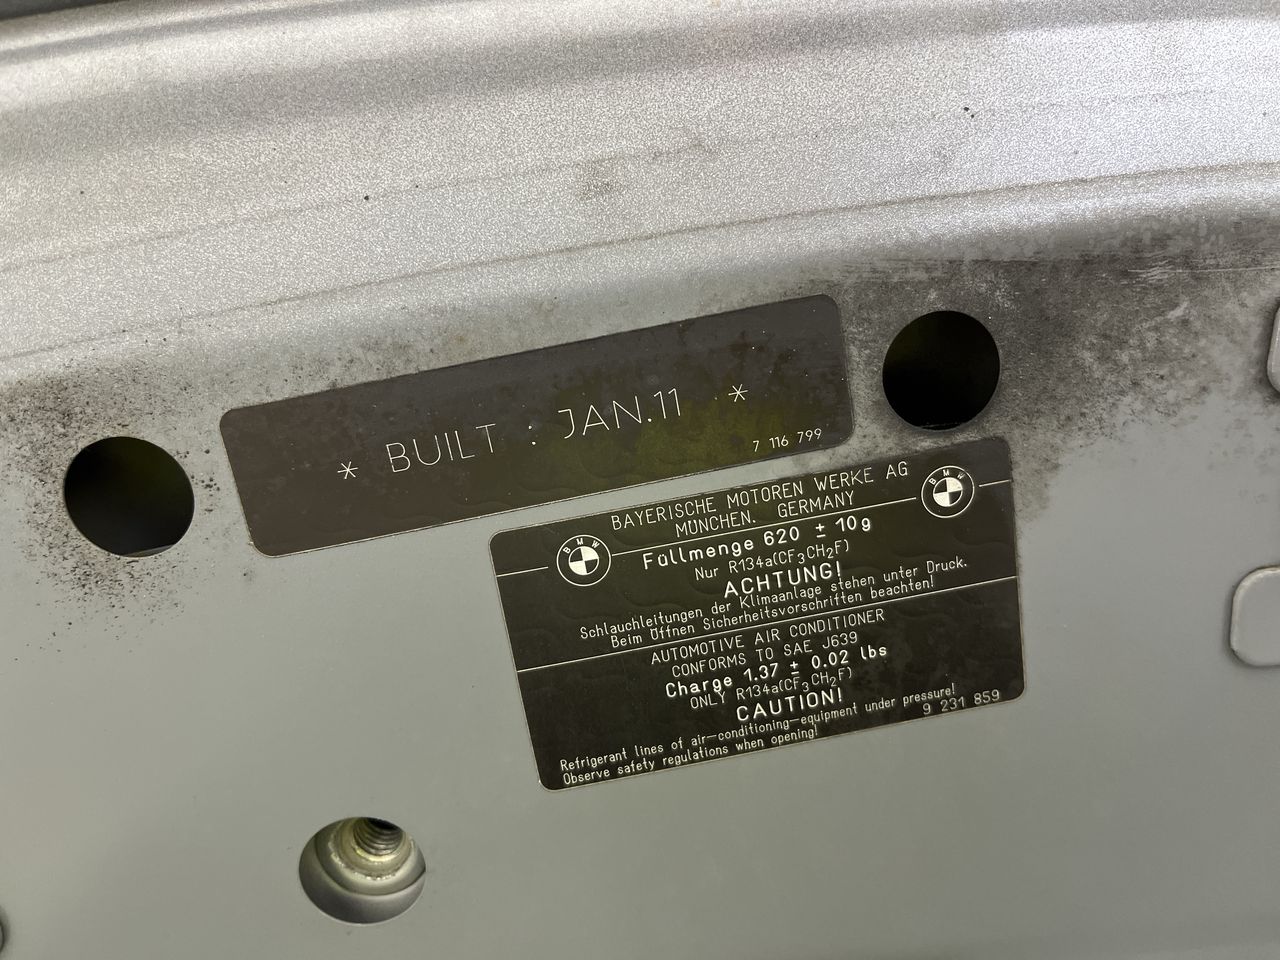 * BUILT : JAN.11 *
7 116 799
BAYERISCHE MOTOREN WERKE AG
MÜNCHEN. GERMANY
BMW
BMW
Füllmenge 620 ± 10g
Nur R134a(CF3CH2F)
ACHTUNG!
Schlauchleitungen der Klimaanlage stehen unter Druck.
Beim Öffnen Sicherheitsvorschriften beachten!
AUTOMOTIVE AIR CONDITIONER
CONFORMS TO SAE J639
Charge 1.37 ± 0.02 lbs
ONLY R134a(CF3CH2F)
CAUTION!
Refrigerant lines of air-conditioning-equipment under pressure!
Observe safety regulations when opening!
9 231 859